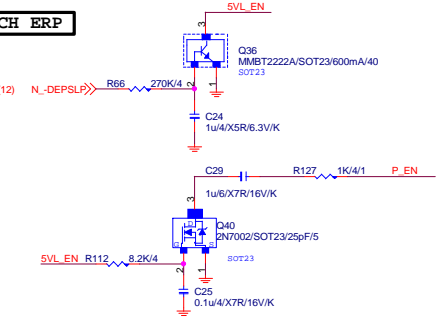 5VL_EN
CH ERP
3
Q36
MMBT2222A/SOT23/600mA/40
SOT23
12)
N_-DEPSLP
R66
270K/4
2
1
C24
1u/4/X5R/6.3V/K
C29
R127
1K/4/1
P_EN
1u/6/X7R/16V/K
3
D
Q40
2N7002/SOT23/25pF/5
G
S
5VL_EN
R112
8.2K/4
SOT23
2
1
C25
0.1u/4/X7R/16V/K